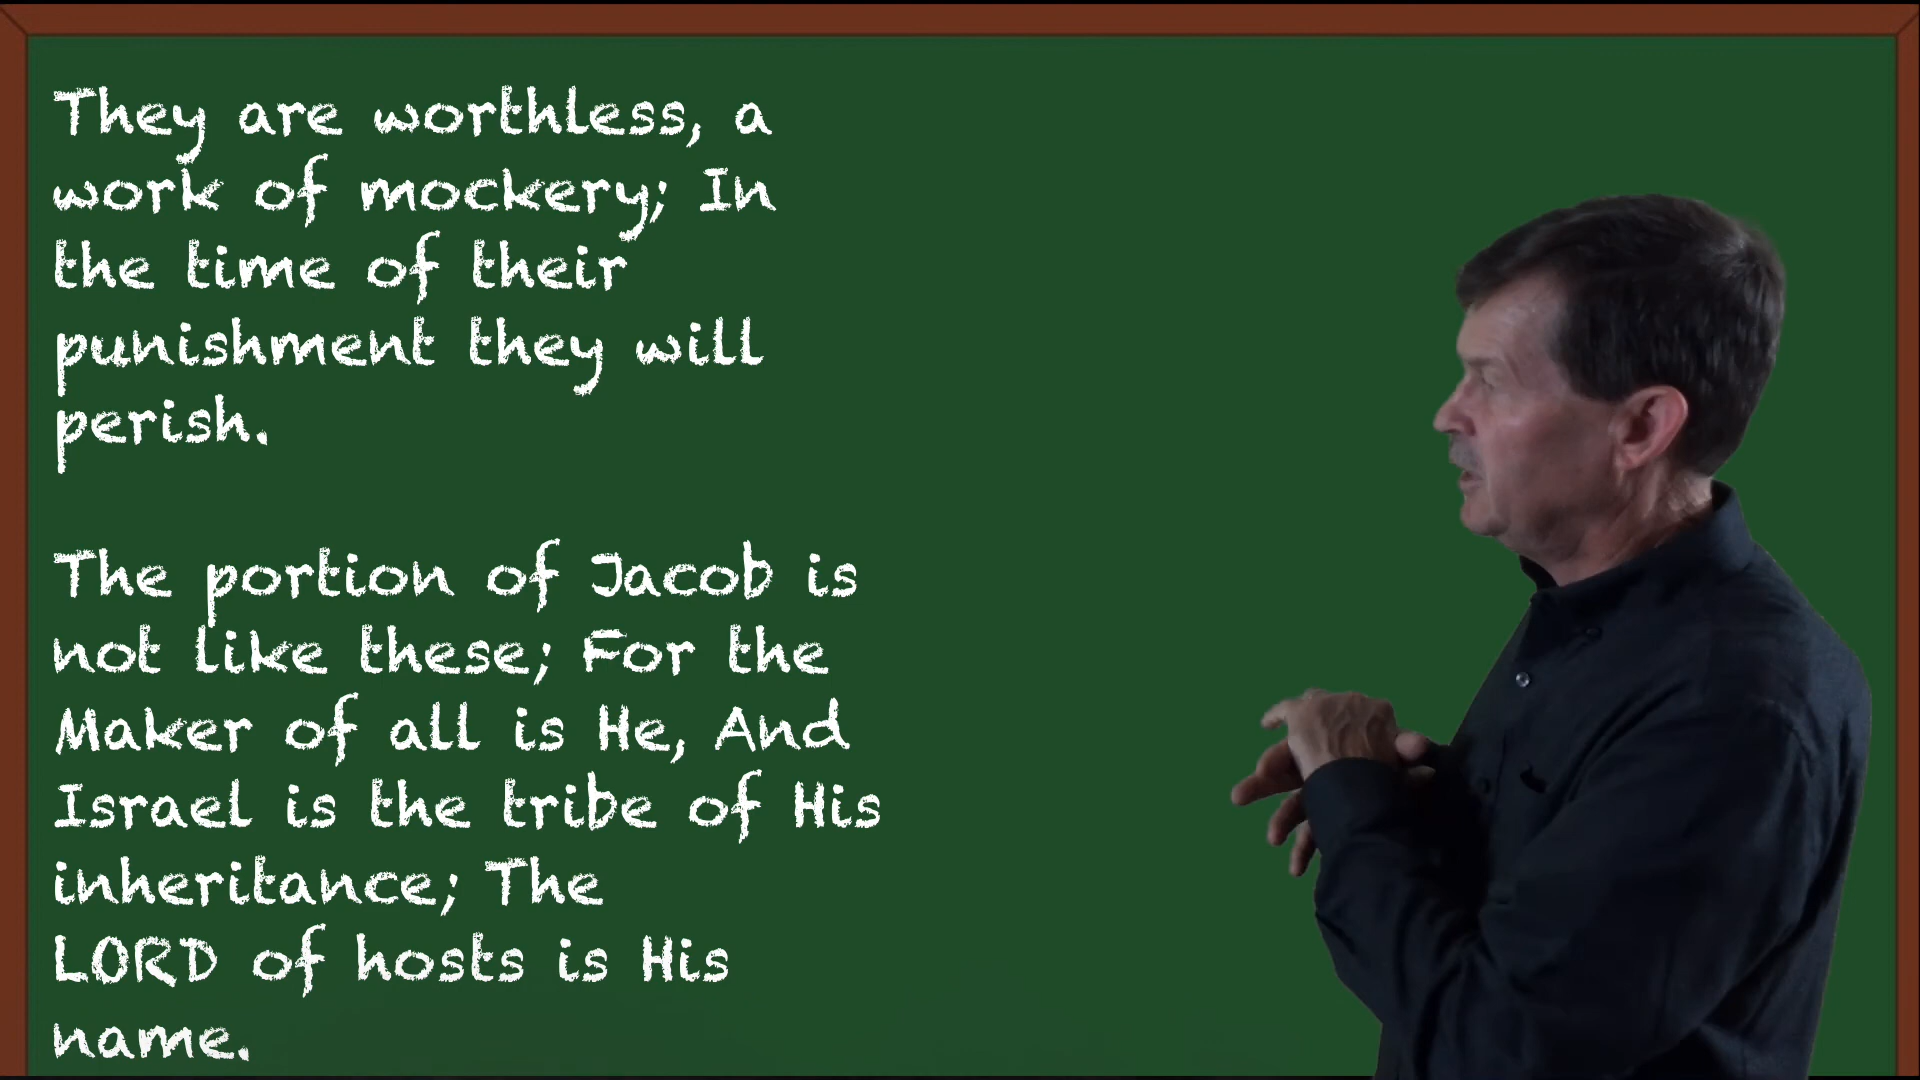 They are worthless, a
work of mockery; In
the time of their
punishment they will
perish.
The portion of Jacob is
not like these; For the
Maker of all is He, And
Israel is the tribe of His
inheritance; The
LORD of hosts is His
name.